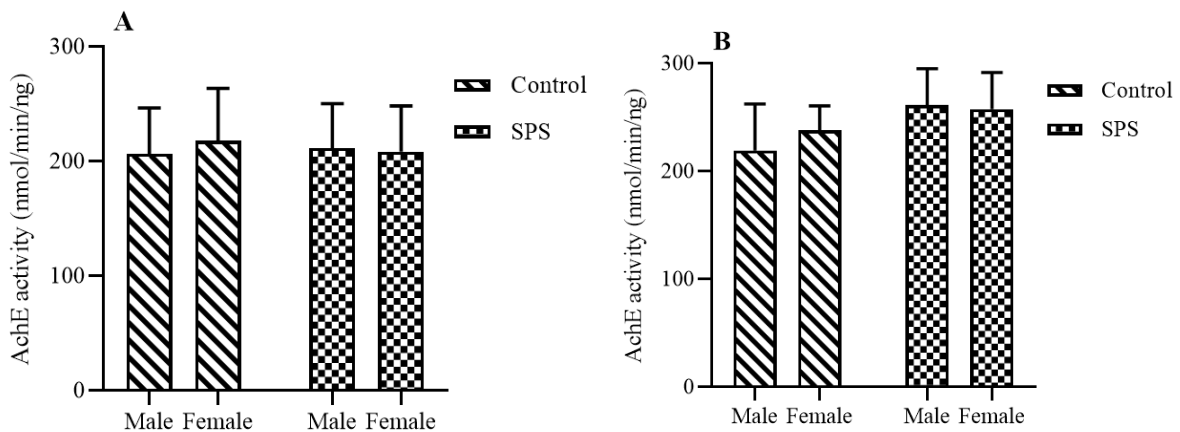 A
AchE activity (nmol/min/ng)
300
200
100
0
Male Female Male Female
Control
SPS
B
AchE activity (nmol/min/ng)
300
200
100
0
Male Female Male Female
Control
SPS